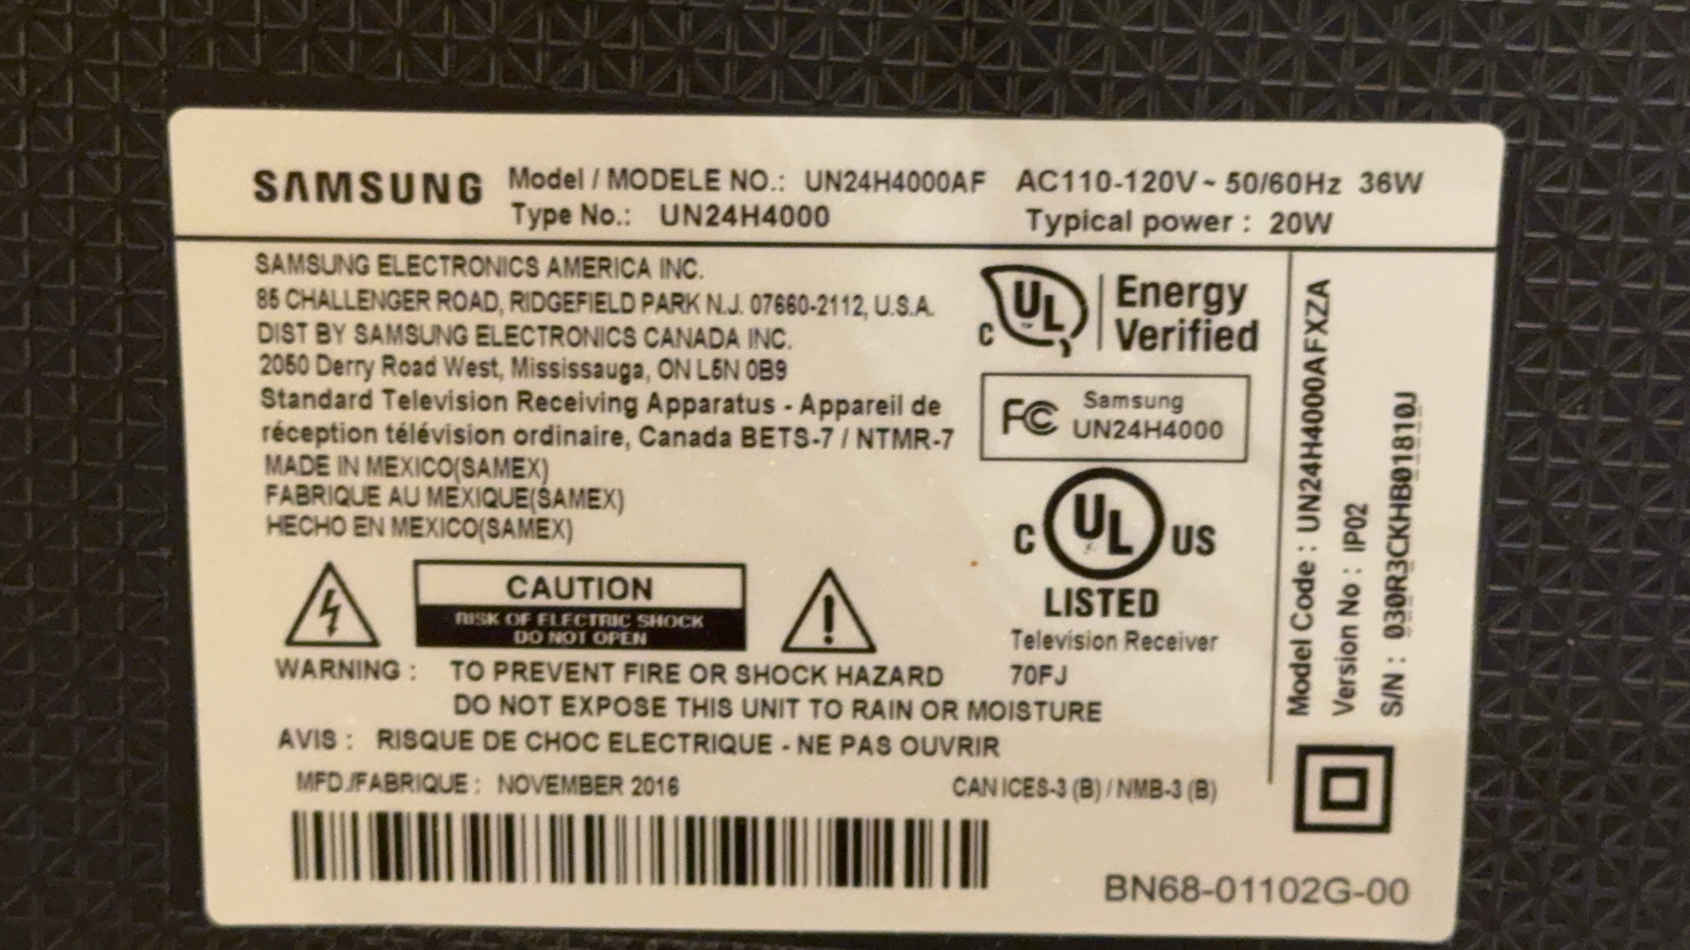 SAMSUNG Model / MODELE NO.: UN24H4000AF AC110-120V~ 50/60Hz 36W
Type No.: UN24H4000 Typical power : 20W
SAMSUNG ELECTRONICS AMERICA INC.
85 CHALLENGER ROAD, RIDGEFIELD PARK N.J. 07660-2112, U.S.A.
DIST BY SAMSUNG ELECTRONICS CANADA INC.
2050 Derry Road West, Mississauga, ON L5N 0B9
Standard Television Receiving Apparatus - Appareil de
réception télévision ordinaire, Canada BETS-7 / NTMR-7
MADE IN MEXICO(SAMEX)
FABRIQUE AU MEXIQUE(SAMEX)
HECHO EN MEXICO(SAMEX)
C UL Energy
Verified
FC Samsung
UN24H4000
C UL US
LISTED
Television Receiver
70FJ
CAUTION
RISK OF ELECTRIC SHOCK
DO NOT OPEN
WARNING : TO PREVENT FIRE OR SHOCK HAZARD
DO NOT EXPOSE THIS UNIT TO RAIN OR MOISTURE
AVIS : RISQUE DE CHOC ELECTRIQUE - NE PAS OUVRIR
MFD./FABRIQUE : NOVEMBER 2016
CAN ICES-3 (B) / NMB-3 (B)
BN68-01102G-00
Model Code : UN24H4000AFXZA
Version No : IP02
S/N : 030R3CKHB01810J